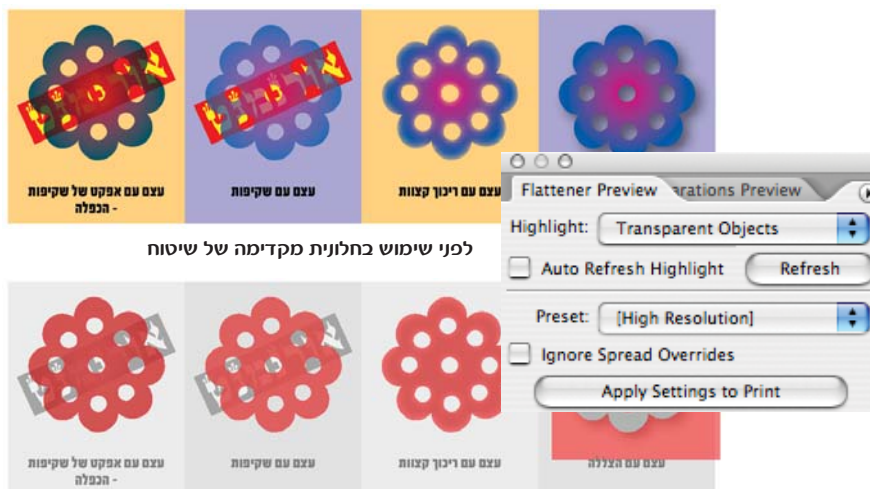 עצם עם ריכוך קצוות
עצם עם שקיפות
עצם עם אפקט של שקיפות
- הכפלה
לפני שימוש בחלונית מקדימה של שיטוח
Flattener Preview
arations Preview
Highlight: Transparent Objects
Auto Refresh Highlight Refresh
Preset: [High Resolution]
Ignore Spread Overrides
Apply Settings to Print
עצם עם הצללה
עצם עם ריכוך קצוות
עצם עם שקיפות
עצם עם אפקט של שקיפות
- הכפלה